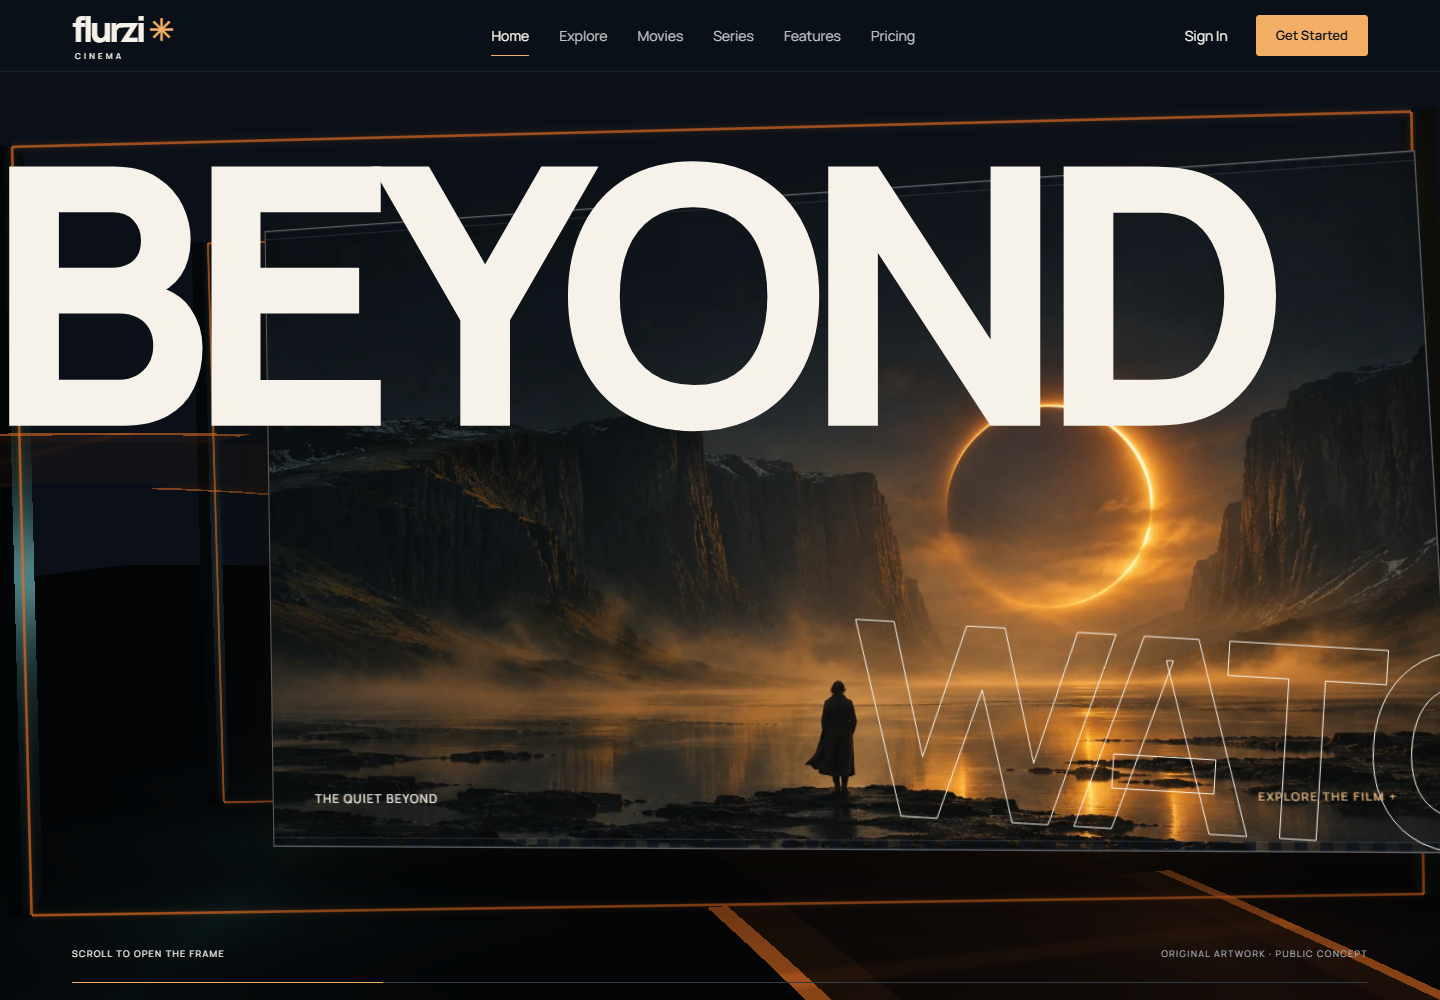 flurzi
CINEMA
Home Explore Movies Series Features Pricing
Sign In Get Started
BEYOND
WATC
THE QUIET BEYOND
EXPLORE THE FILM +
SCROLL TO OPEN THE FRAME
ORIGINAL ARTWORK · PUBLIC CONCEPT